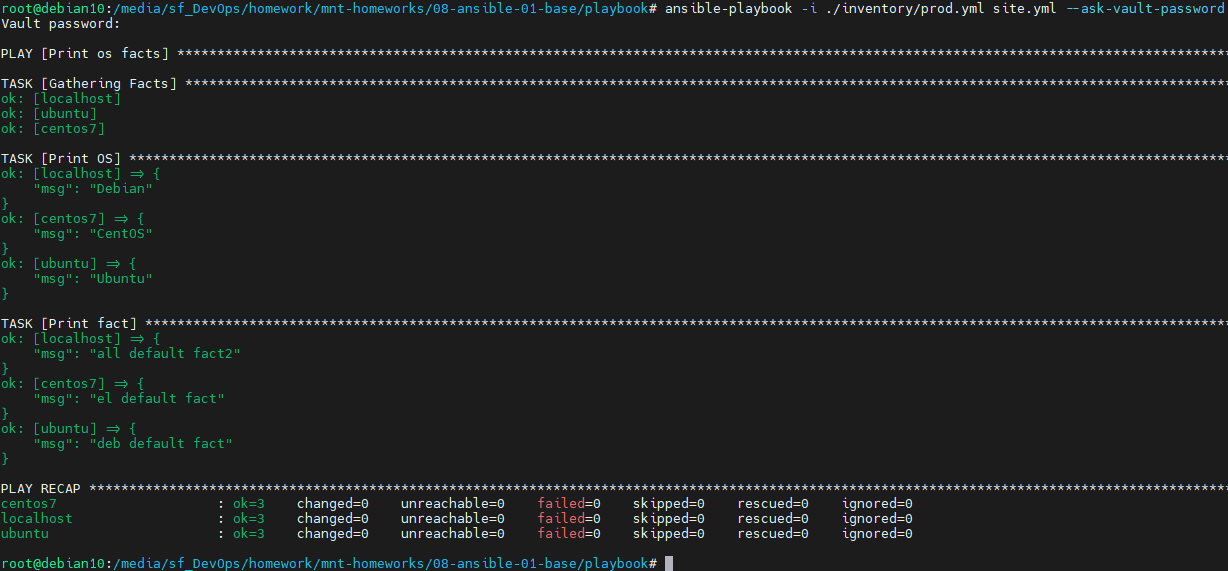 root@debian10:/media/sf_DevOps/homework/mnt-homeworks/08-ansible-01-base/playbook# ansible-playbook -i ./inventory/prod.yml site.yml --ask-vault-password
Vault password:
PLAY [Print os facts] ***********************************************************************************************************************************
TASK [Gathering Facts] **********************************************************************************************************************************
ok: [localhost]
ok: [ubuntu]
ok: [centos7]
TASK [Print OS] *****************************************************************************************************************************************
ok: [localhost] => {
    "msg": "Debian"
}
ok: [centos7] => {
    "msg": "CentOS"
}
ok: [ubuntu] => {
    "msg": "Ubuntu"
}
TASK [Print fact] ***************************************************************************************************************************************
ok: [localhost] => {
    "msg": "all default fact2"
}
ok: [centos7] => {
    "msg": "el default fact"
}
ok: [ubuntu] => {
    "msg": "deb default fact"
}
PLAY RECAP **********************************************************************************************************************************************
centos7                    : ok=3    changed=0    unreachable=0    failed=0    skipped=0    rescued=0    ignored=0
localhost                  : ok=3    changed=0    unreachable=0    failed=0    skipped=0    rescued=0    ignored=0
ubuntu                     : ok=3    changed=0    unreachable=0    failed=0    skipped=0    rescued=0    ignored=0
root@debian10:/media/sf_DevOps/homework/mnt-homeworks/08-ansible-01-base/playbook#